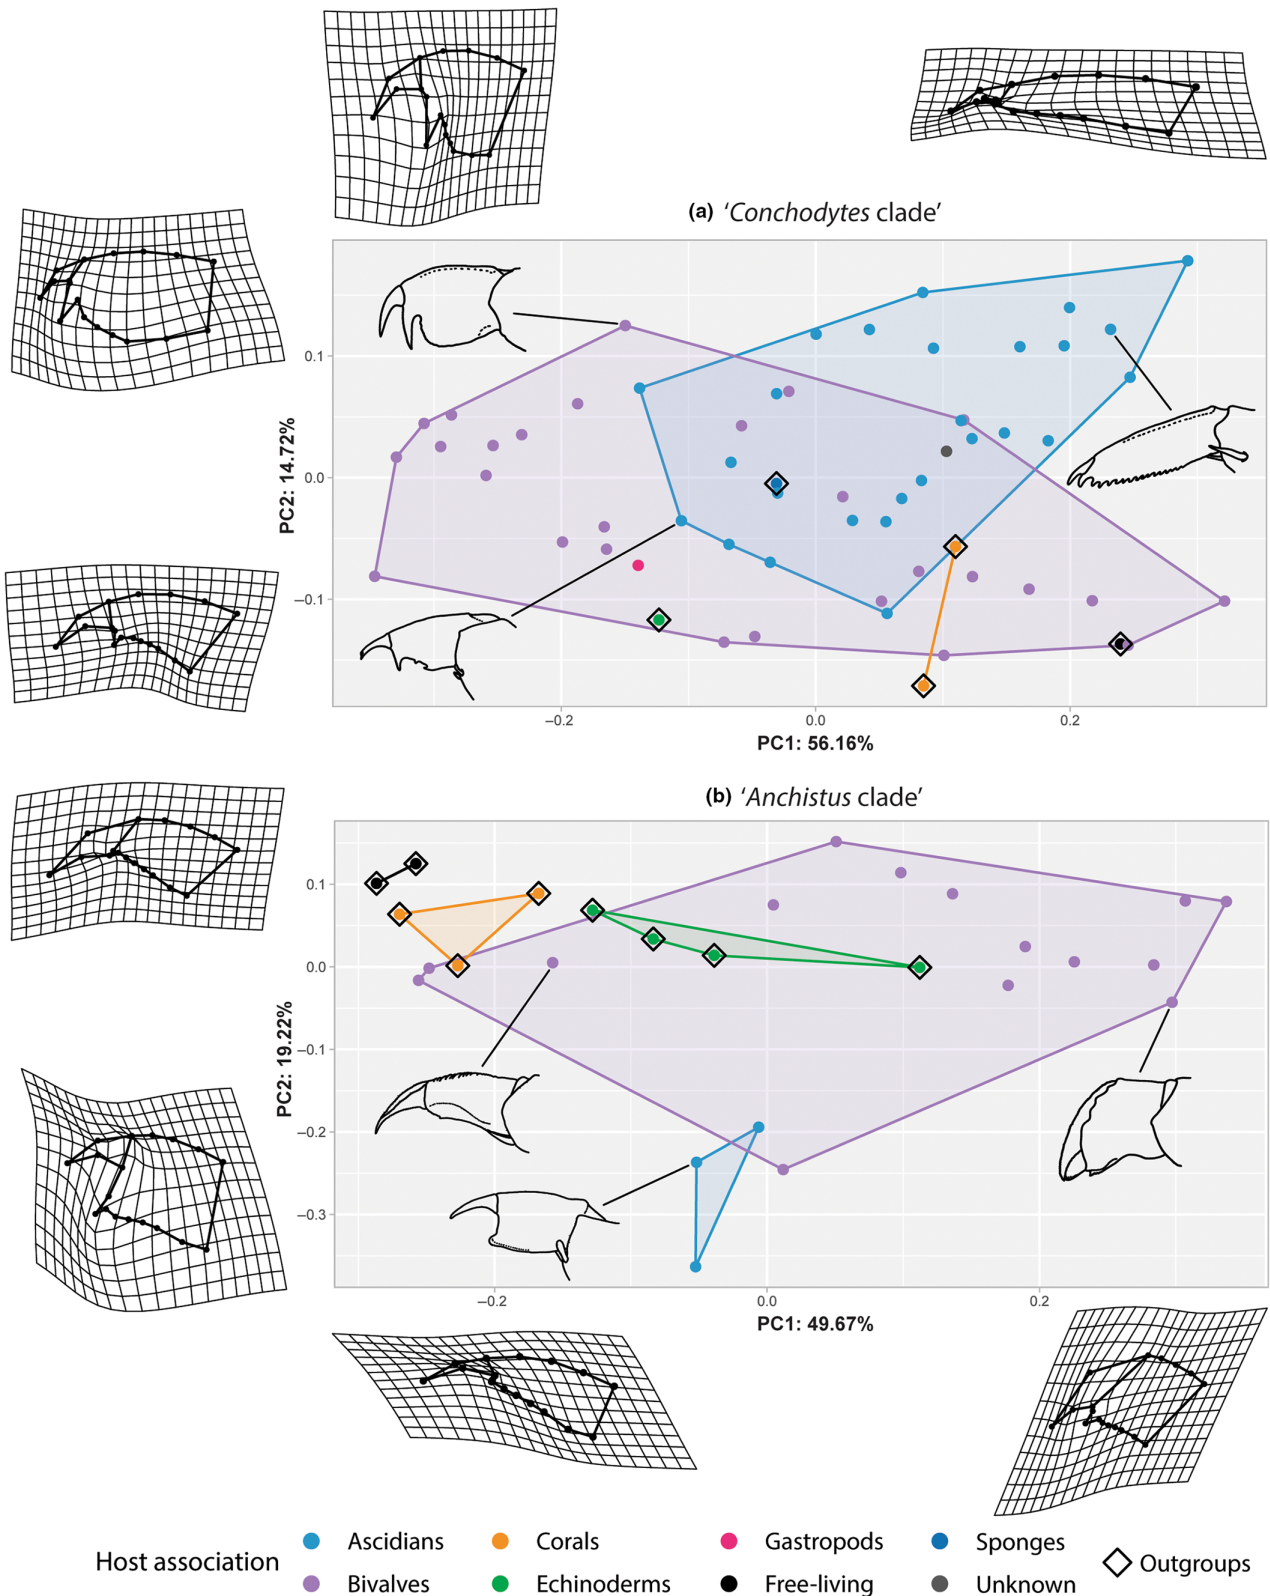 (a) ‘Conchodytes clade’
0.1
0.0
−0.1
PC2: 14.72%
−0.2 0.0 0.2
PC1: 56.16%
(b) ‘Anchistus clade’
0.1
0.0
−0.1
−0.2
−0.3
PC2: 19.22%
−0.2 0.0 0.2
PC1: 49.67%
Host association
Ascidians Corals Gastropods Sponges
Bivalves Echinoderms Free-living Unknown
Outgroups